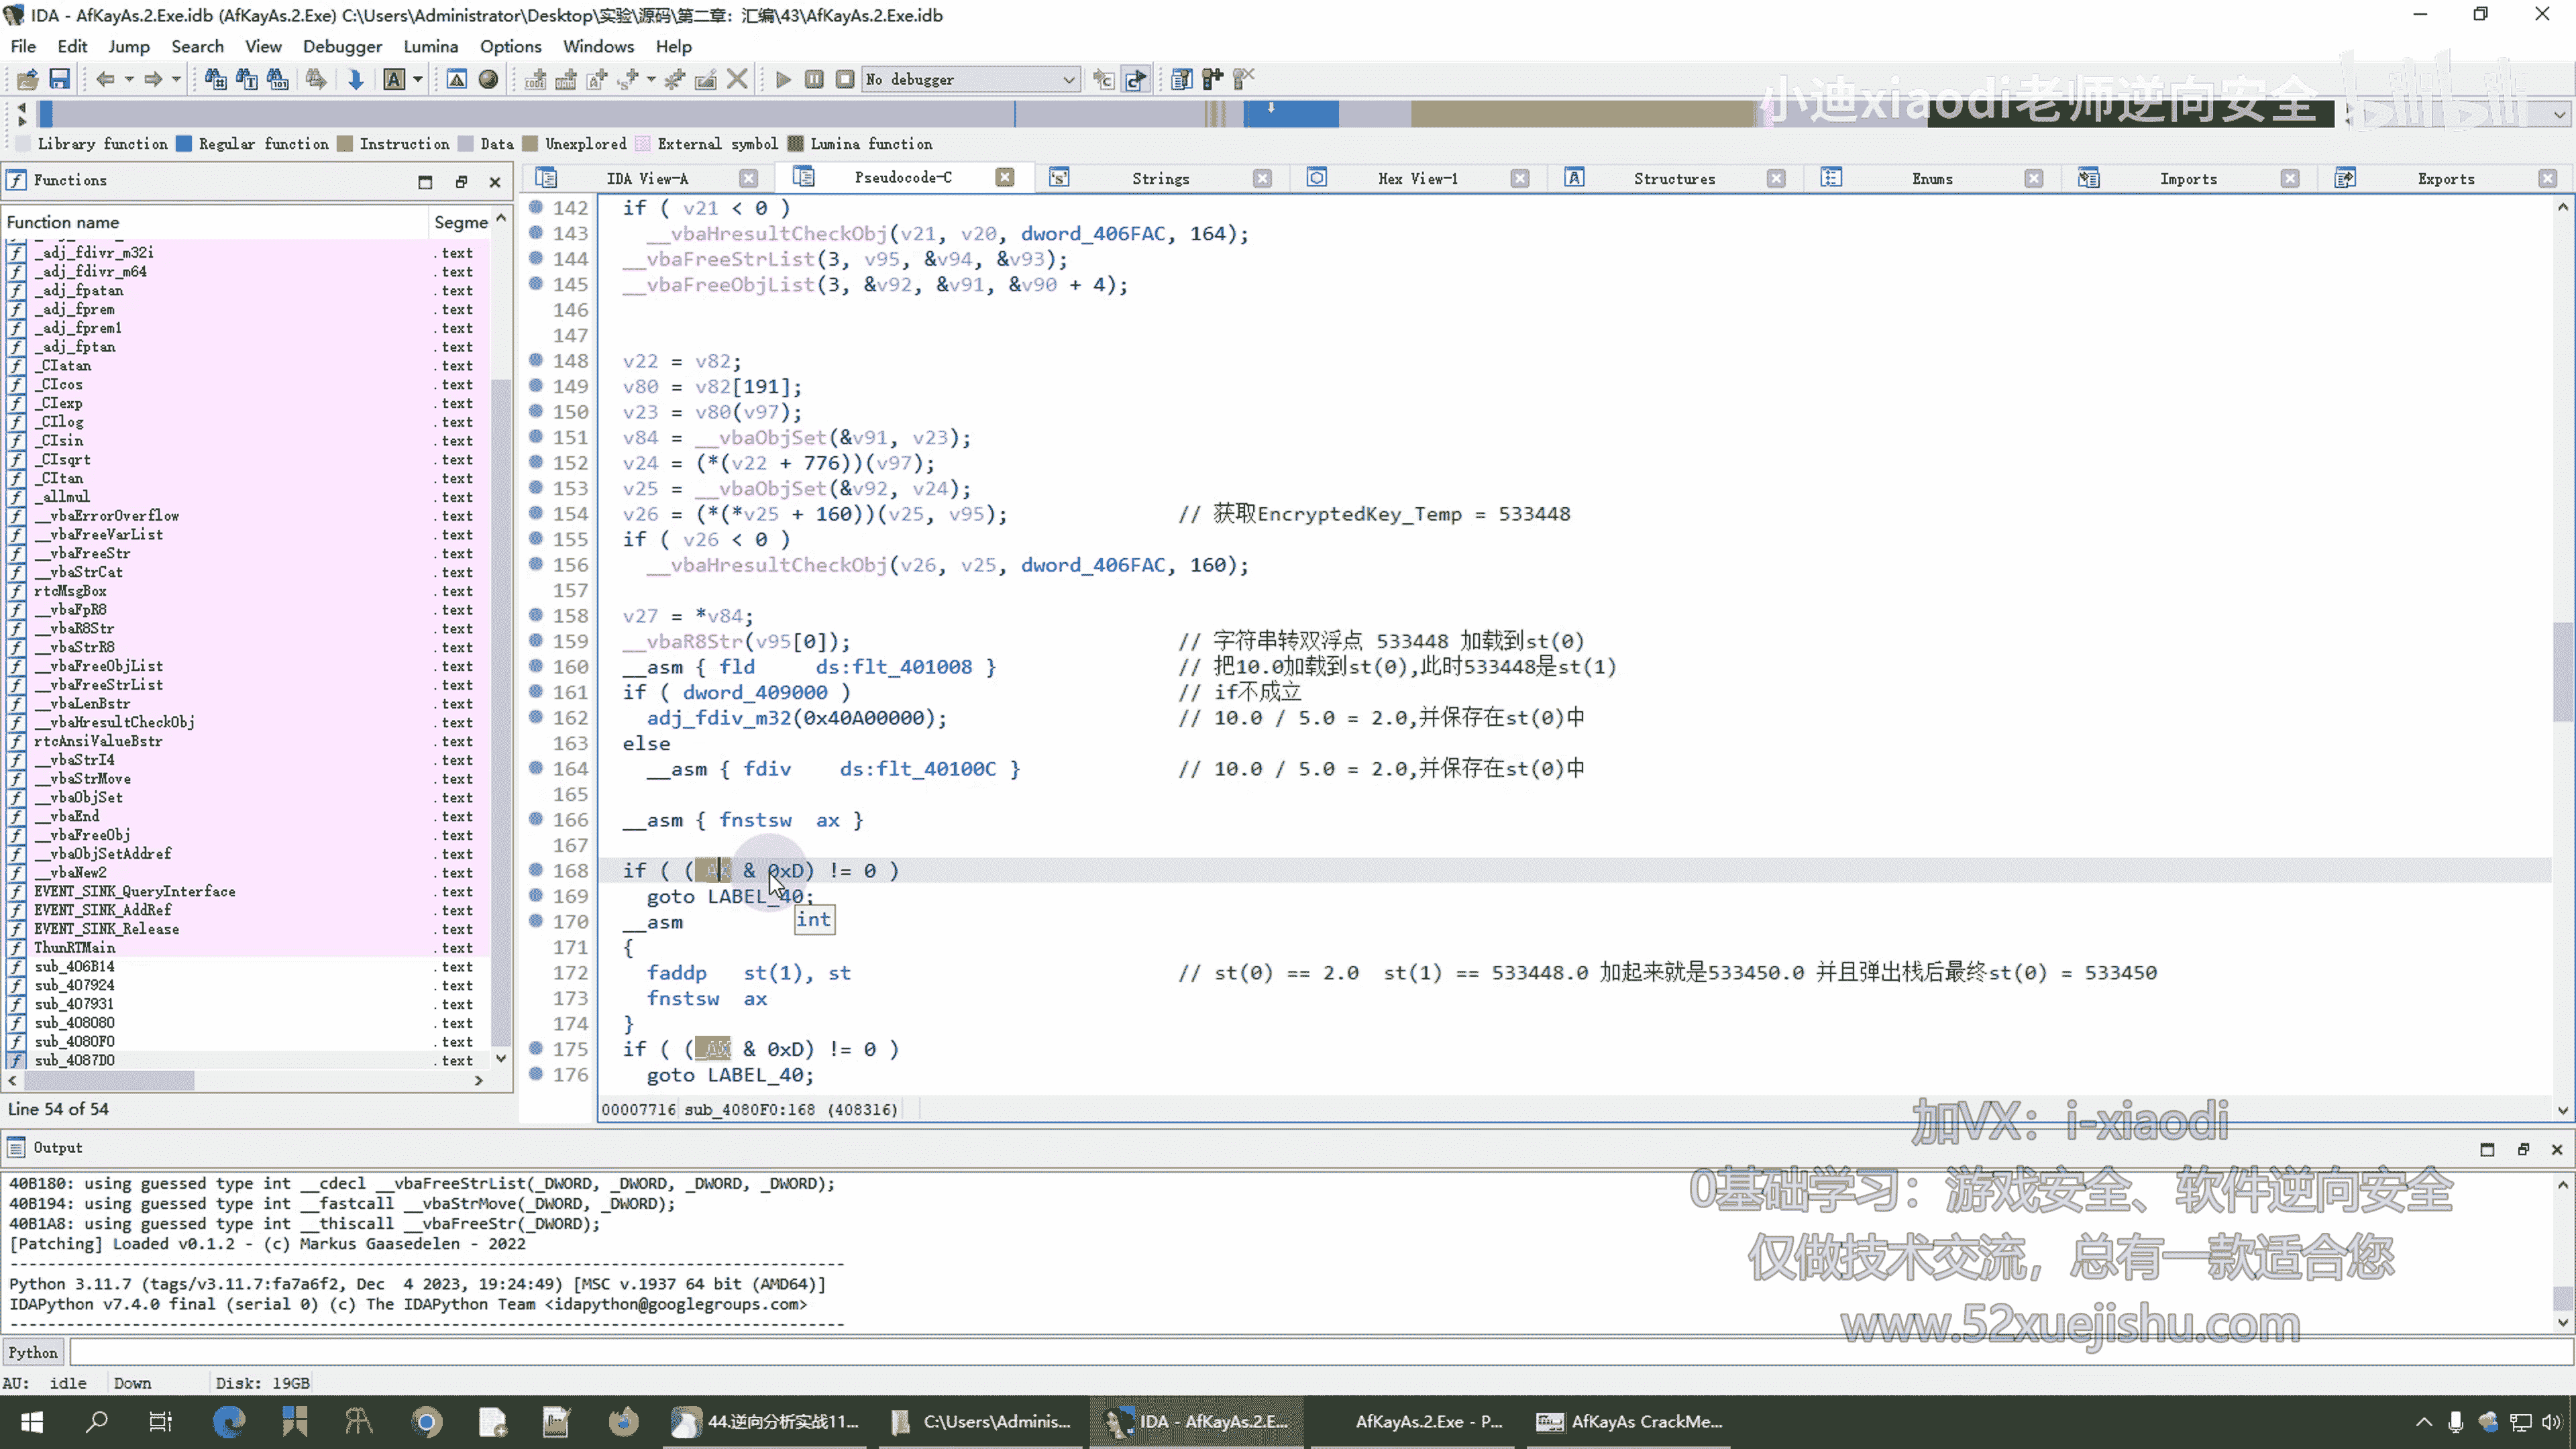 IDA - AfKayAs.2.Exe.idb (AfKayAs.2.Exe) C:\Users\Administrator\Desktop\实验\源码\第二章：汇编\43\AfKayAs.2.Exe.idb
File Edit Jump Search View Debugger Lumina Options Windows Help
No debugger
小迪xiaodi老师逆向安全 bilibili
Library function Regular function Instruction Data Unexplored External symbol Lumina function
Functions
IDA View-A Pseudocode-C Strings Hex View-1 Structures Enums Imports Exports
Function name Segme
_adj_fdivr_m32i .text
_adj_fdivr_m64 .text
_adj_fpatan .text
_adj_fprem .text
_adj_fprem1 .text
_adj_fptan .text
_CIatan .text
_CIcos .text
_CIexp .text
_CIlog .text
_CIsin .text
_CIsqrt .text
_CItan .text
_allmul .text
__vbaErrorOverflow .text
__vbaFreeVarList .text
__vbaFreeStr .text
__vbaStrCat .text
rtcMsgBox .text
__vbaFpR8 .text
__vbaR8Str .text
__vbaStrR8 .text
__vbaFreeObjList .text
__vbaFreeStrList .text
__vbaLenBstr .text
__vbaHresultCheckObj .text
rtcAnsiValueBstr .text
__vbaStrI4 .text
__vbaStrMove .text
__vbaObjSet .text
__vbaEnd .text
__vbaFreeObj .text
__vbaObjSetAddref .text
__vbaNew2 .text
EVENT_SINK_QueryInterface .text
EVENT_SINK_AddRef .text
EVENT_SINK_Release .text
ThunRTMain .text
sub_406B14 .text
sub_407924 .text
sub_407931 .text
sub_408080 .text
sub_4080F0 .text
sub_4087D0 .text
Line 54 of 54
142 if ( v21 < 0 )
143 __vbaHresultCheckObj(v21, v20, dword_406FAC, 164);
144 __vbaFreeStrList(3, v95, &v94, &v93);
145 __vbaFreeObjList(3, &v92, &v91, &v90 + 4);
146
147
148 v22 = v82;
149 v80 = v82[191];
150 v23 = v80(v97);
151 v84 = __vbaObjSet(&v91, v23);
152 v24 = (*(v22 + 776))(v97);
153 v25 = __vbaObjSet(&v92, v24);
154 v26 = (*(*v25 + 160))(v25, v95); // 获取EncryptedKey_Temp = 533448
155 if ( v26 < 0 )
156 __vbaHresultCheckObj(v26, v25, dword_406FAC, 160);
157
158 v27 = *v84;
159 __vbaR8Str(v95[0]); // 字符串转双浮点 533448 加载到st(0)
160 __asm { fld ds:flt_401008 } // 把10.0加载到st(0),此时533448是st(1)
161 if ( dword_409000 ) // if不成立
162 adj_fdiv_m32(0x40A00000); // 10.0 / 5.0 = 2.0,并保存在st(0)中
163 else
164 __asm { fdiv ds:flt_40100C } // 10.0 / 5.0 = 2.0,并保存在st(0)中
165
166 __asm { fnstsw ax }
167
168 if ( (_AX & 0xD) != 0 )
169 goto LABEL_40;
int
170 __asm
171 {
172 faddp st(1), st // st(0) == 2.0 st(1) == 533448.0 加起来就是533450.0 并且弹出栈后最终st(0) = 533450
173 fnstsw ax
174 }
175 if ( (_AX & 0xD) != 0 )
176 goto LABEL_40;
00007716 sub_4080F0:168 (408316)
Output
40B180: using guessed type int __cdecl __vbaFreeStrList(_DWORD, _DWORD, _DWORD, _DWORD);
40B194: using guessed type int __fastcall __vbaStrMove(_DWORD, _DWORD);
40B1A8: using guessed type int __thiscall __vbaFreeStr(_DWORD);
[Patching] Loaded v0.1.2 - (c) Markus Gaasedelen - 2022
Python 3.11.7 (tags/v3.11.7:fa7a6f2, Dec 4 2023, 19:24:49) [MSC v.1937 64 bit (AMD64)]
IDAPython v7.4.0 final (serial 0) (c) The IDAPython Team <idapython@googlegroups.com>
加VX：i-xiaodi
0基础学习：游戏安全、软件逆向安全
仅做技术交流，总有一款适合您
www.52xuejishu.com
Python
AU: idle Down Disk: 19GB
44.逆向分析实战11... C:\Users\Adminis... IDA - AfKayAs.2.E... AfKayAs.2.Exe - P... AfKayAs CrackMe...